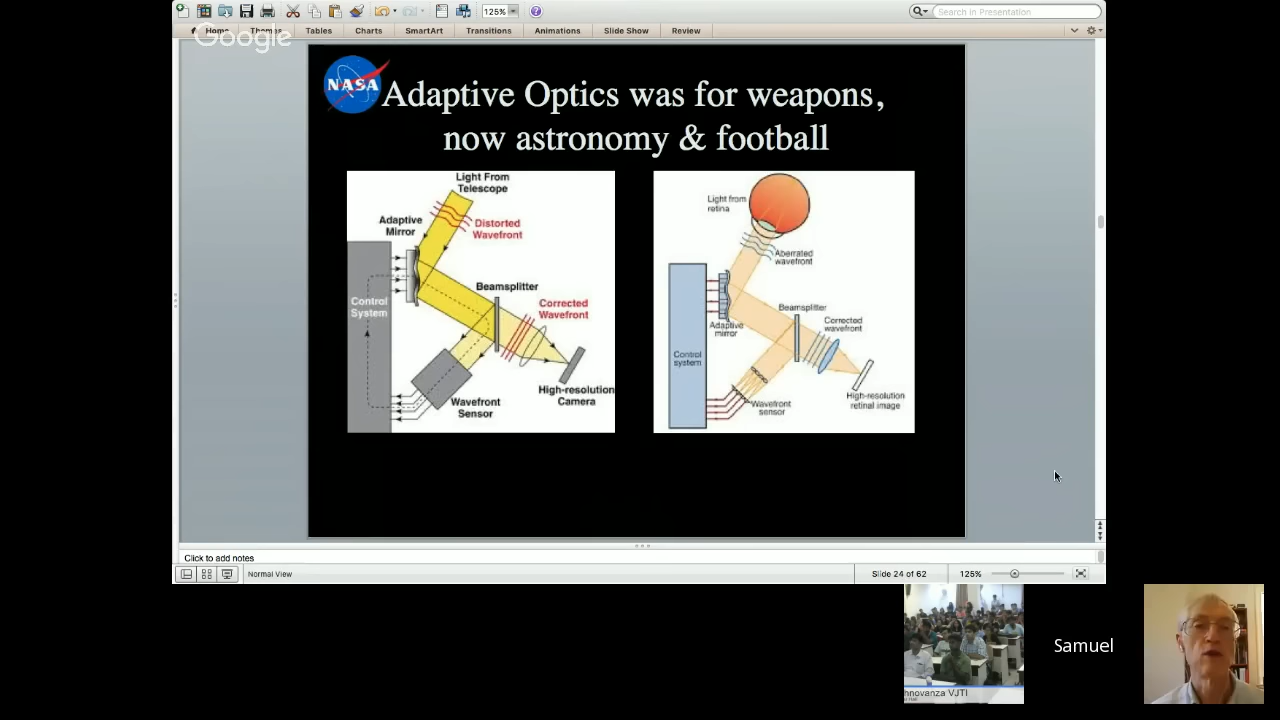 125%
Search in Presentation
Google
Home
Themes
Tables
Charts
SmartArt
Transitions
Animations
Slide Show
Review
NASA
Adaptive Optics was for weapons,
now astronomy & football
Light From
Telescope
Adaptive
Mirror
Distorted
Wavefront
Beamsplitter
Control
System
Corrected
Wavefront
High-resolution
Camera
Wavefront
Sensor
Light from
retina
Aberrated
wavefront
Beamsplitter
Adaptive
mirror
Corrected
wavefront
Control
system
High-resolution
retinal image
Wavefront
sensor
Click to add notes
Normal View
Slide 24 of 62
125%
Samuel
hnovanza VJTI